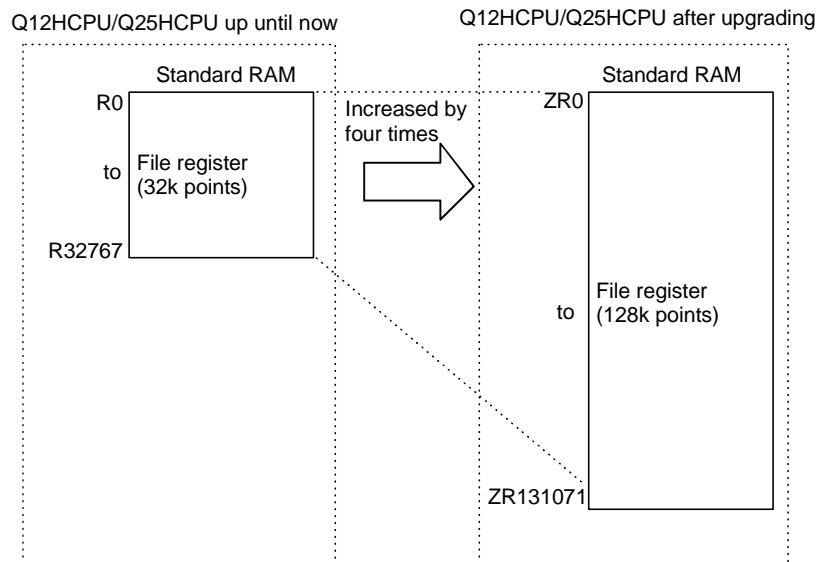 Q12HCPU/Q25HCPU up until now
Standard RAM
R0
to
File register
(32k points)
R32767
Increased by
four times
Q12HCPU/Q25HCPU after upgrading
Standard RAM
ZR0
to
File register
(128k points)
ZR131071